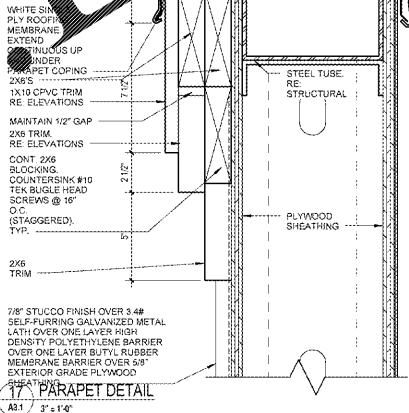 WHITE
PLY
MEMBRANE
EXTEND
UP
UNDER
PARAPET COPING
2X6'S
1X10 CPVC TRIM
RE: ELEVATIONS
MAINTAIN 1/2" GAP
2X6 TRIM.
RE: ELEVATIONS
CONT. 2X6
BLOCKING.
COUNTERSINK #10
TEK BUGLE HEAD
SCREWS @ 16"
O.C.
(STAGGERED).
TYP.
2X6
TRIM
7 1/2"
2 1/2"
5"
STEEL TUBE.
RE:
STRUCTURAL
PLYWOOD
SHEATHING
7/8" STUCCO FINISH OVER 3.4#
SELF-FURRING GALVANIZED METAL
LATH OVER ONE LAYER HIGH
DENSITY POLYETHYLENE BARRIER
OVER ONE LAYER BUTYL RUBBER
MEMBRANE BARRIER OVER 5/8"
EXTERIOR GRADE PLYWOOD
SHEATHING
17 PARAPET DETAIL
A3.1 3" = 1'-0"